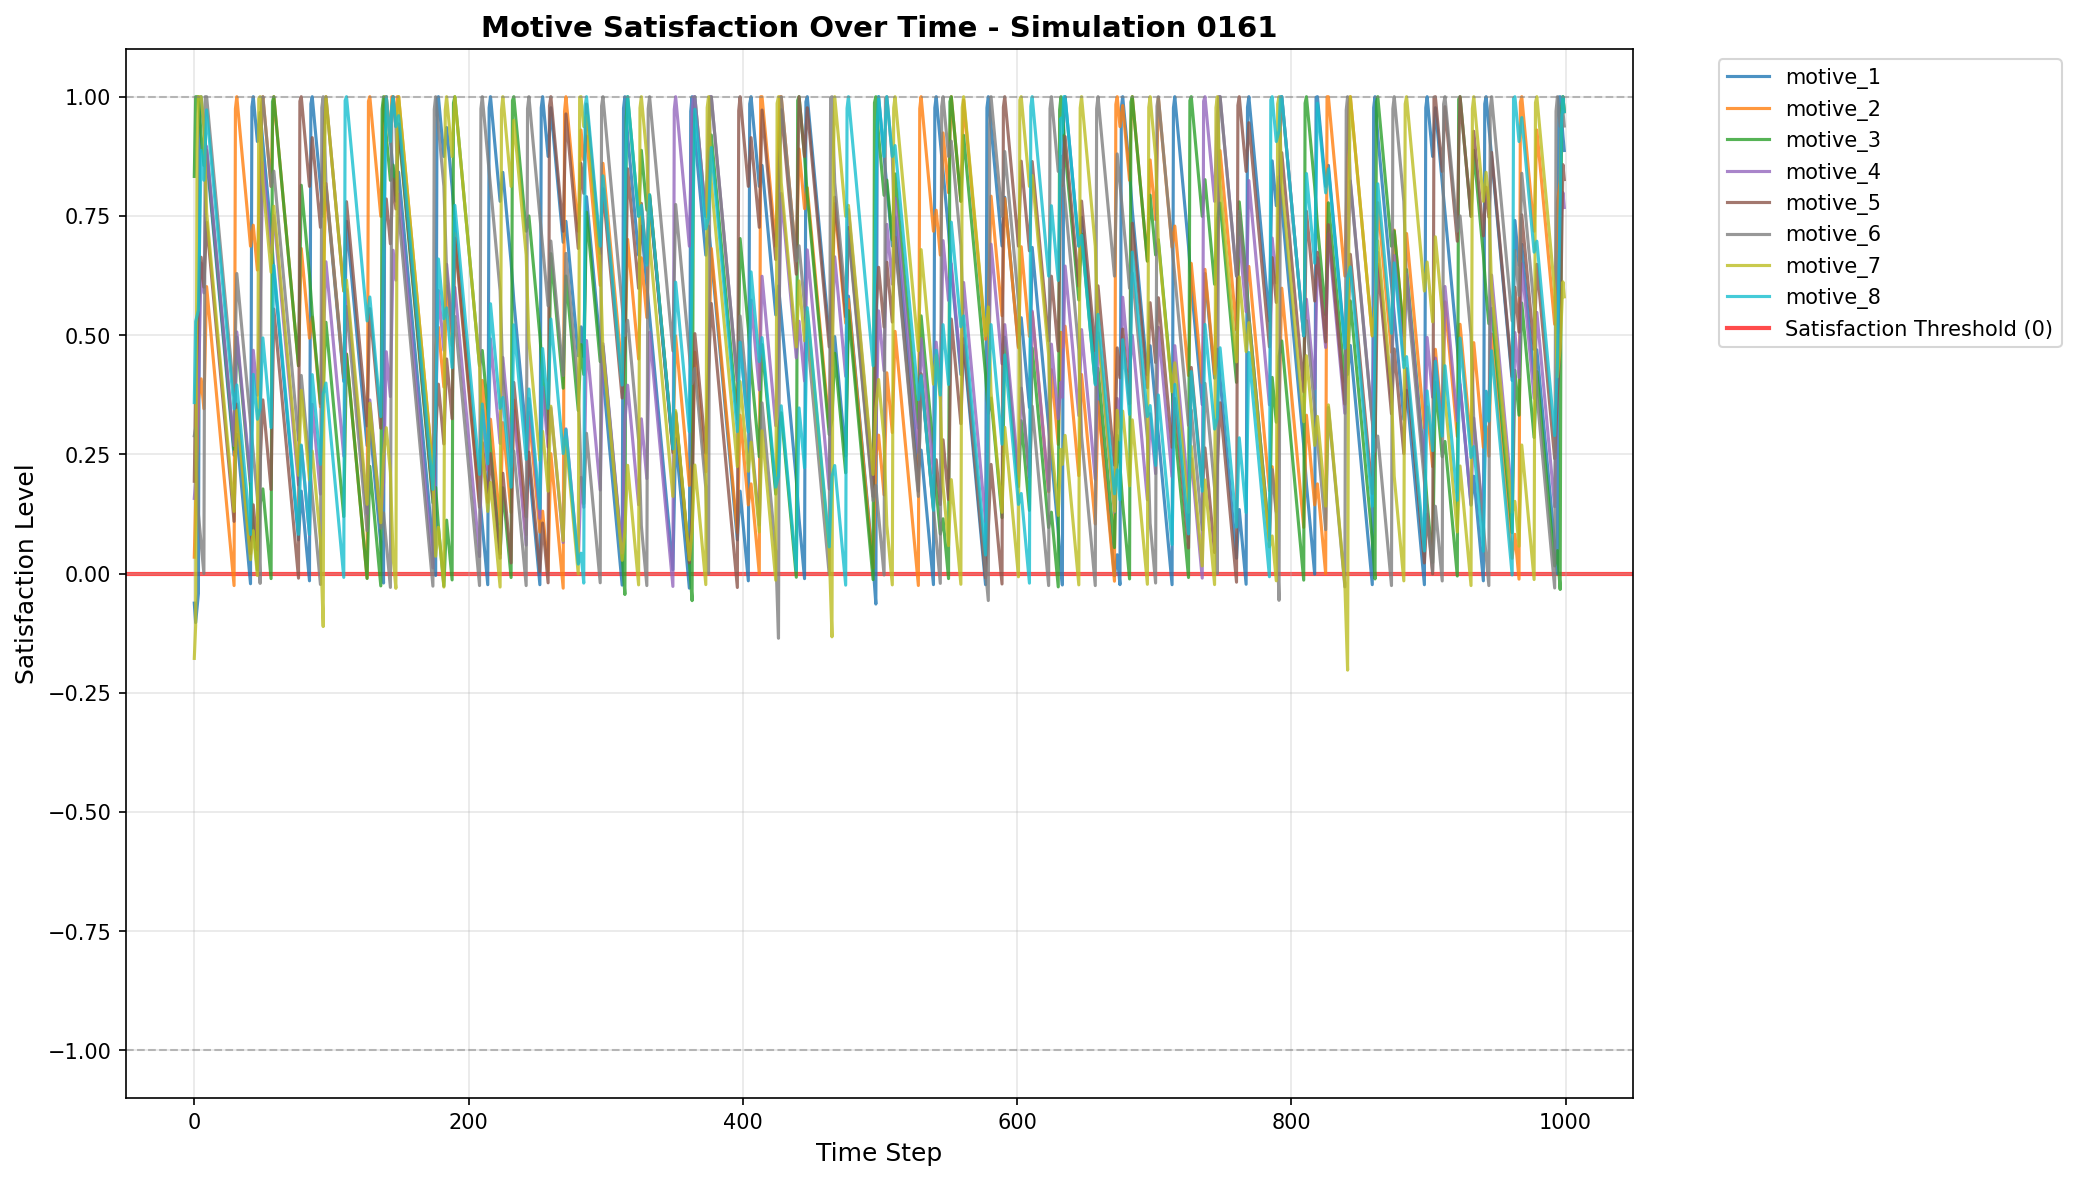 Motive Satisfaction Over Time - Simulation 0161
1.00
0.75
0.50
0.25
0.00
−0.25
−0.50
−0.75
−1.00
Satisfaction Level
0
200
400
600
800
1000
Time Step
motive_1
motive_2
motive_3
motive_4
motive_5
motive_6
motive_7
motive_8
Satisfaction Threshold (0)